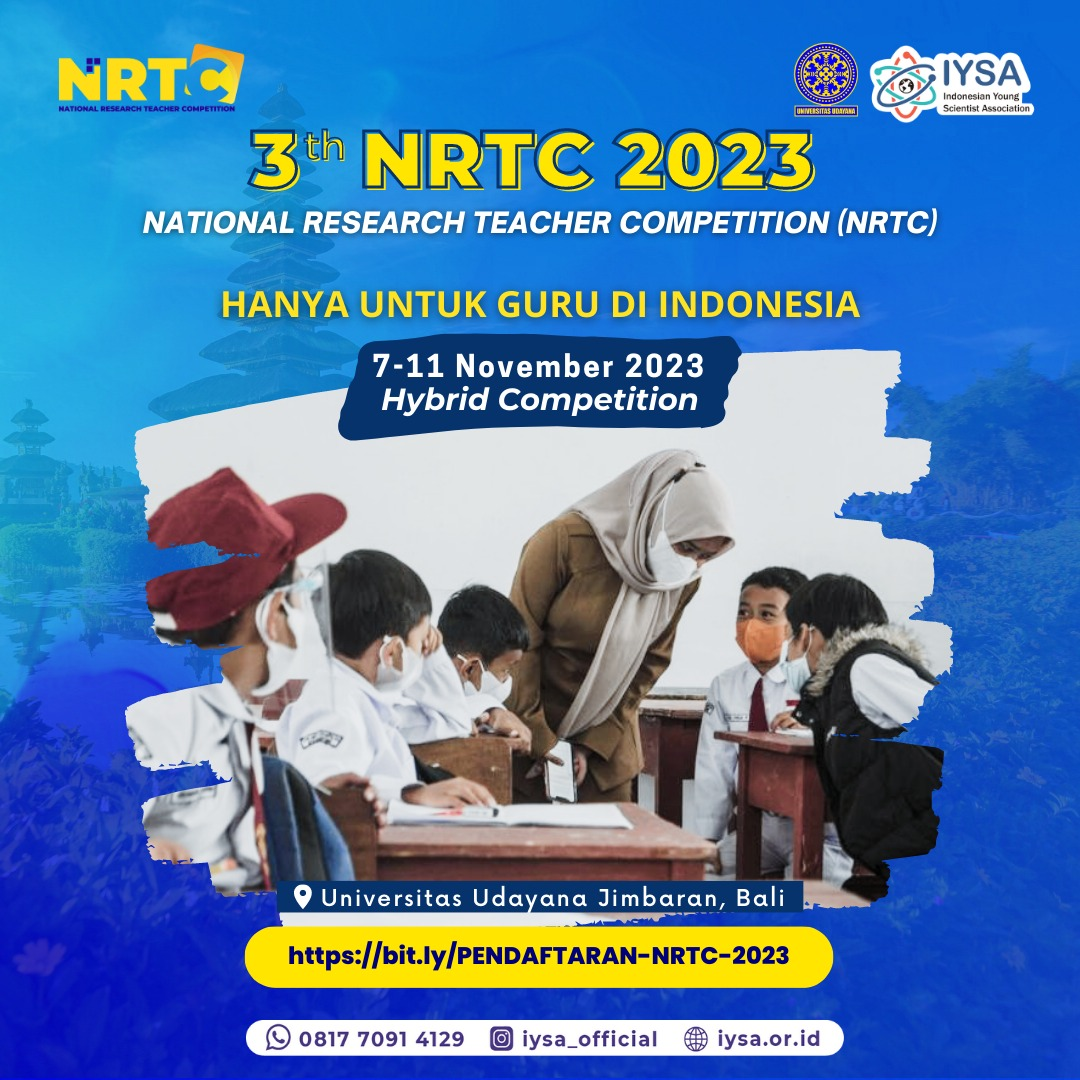 NRTC
NATIONAL RESEARCH TEACHER COMPETITION
UNIVERSITAS UDAYANA
IYSA
Indonesian Young
Scientist Association
3th NRTC 2023
NATIONAL RESEARCH TEACHER COMPETITION (NRTC)
HANYA UNTUK GURU DI INDONESIA
7-11 November 2023
Hybrid Competition
Universitas Udayana Jimbaran, Bali
https://bit.ly/PENDAFTARAN-NRTC-2023
0817 7091 4129 iysa_official iysa.or.id